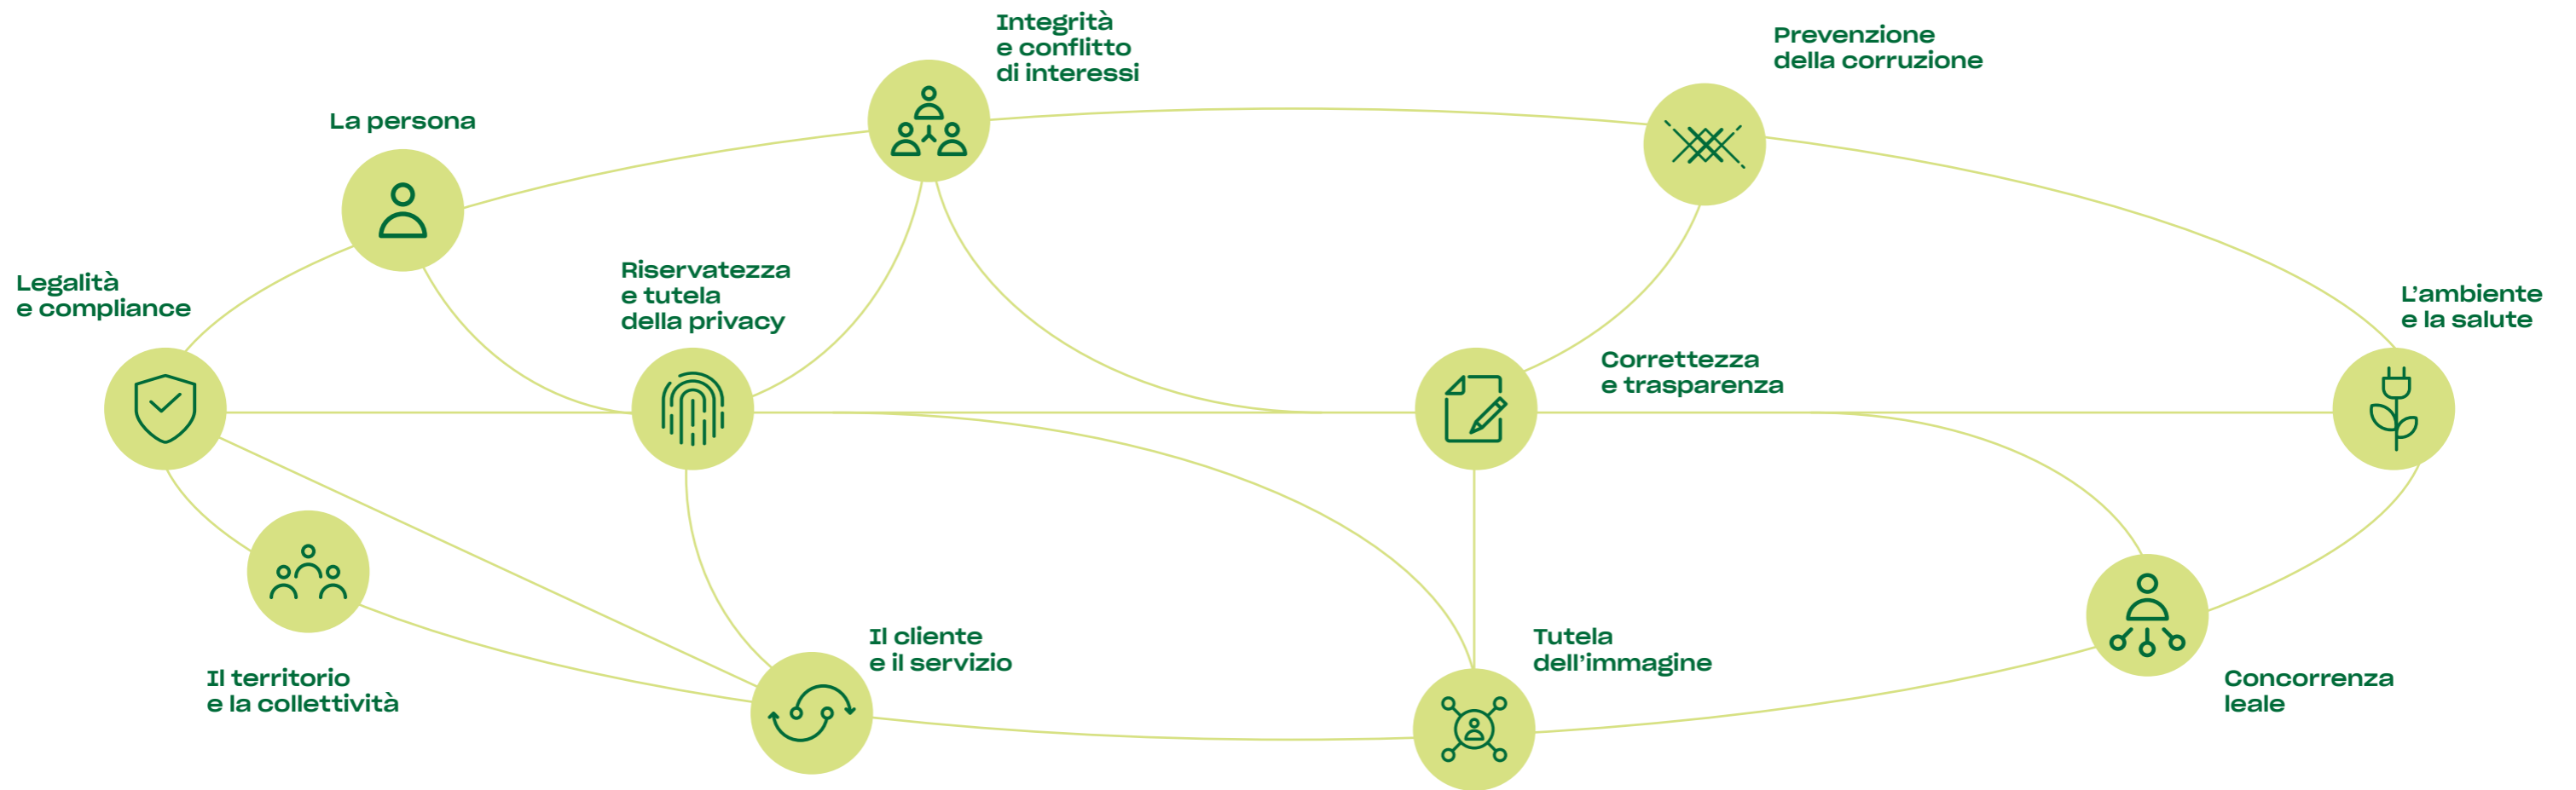 Integrità
e conflitto
di interessi
Prevenzione
della corruzione
La persona
Legalità
e compliance
Riservatezza
e tutela
della privacy
L’ambiente
e la salute
Correttezza
e trasparenza
Il cliente
e il servizio
Tutela
dell’immagine
Il territorio
e la collettività
Concorrenza
leale